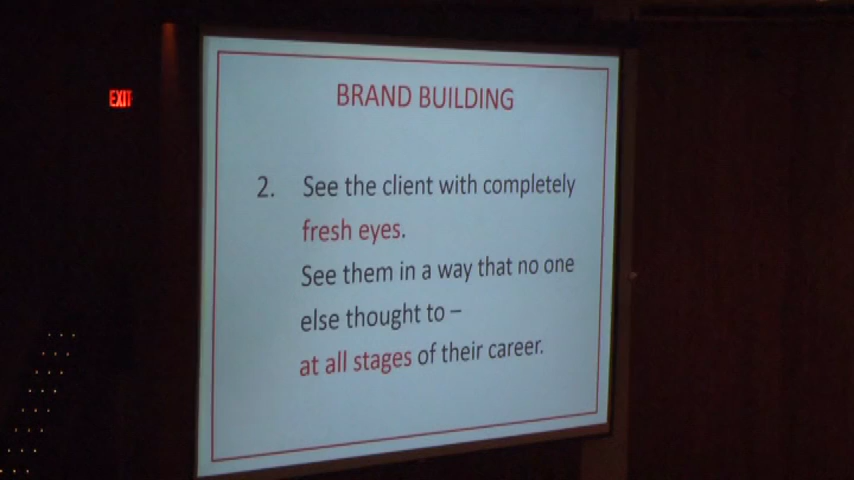 EXIT
BRAND BUILDING
2. See the client with completely
fresh eyes.
See them in a way that no one
else thought to –
at all stages of their career.